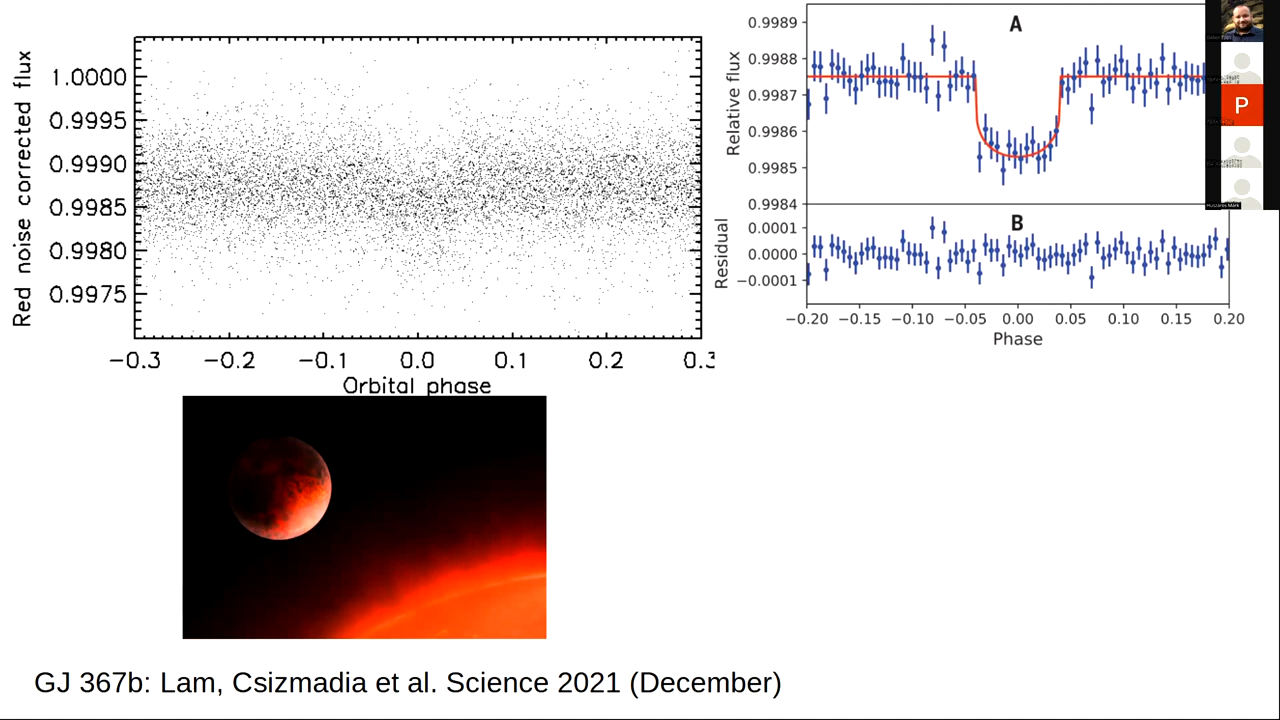 Red noise corrected flux
1.0000
0.9995
0.9990
0.9985
0.9980
0.9975
−0.3 −0.2 −0.1 0.0 0.1 0.2 0.3
Orbital phase
A
Relative flux
0.9989
0.9988
0.9987
0.9986
0.9985
0.9984
B
Residual
0.0001
0.0000
−0.0001
−0.20 −0.15 −0.10 −0.05 0.00 0.05 0.10 0.15 0.20
Phase
P
GJ 367b: Lam, Csizmadia et al. Science 2021 (December)